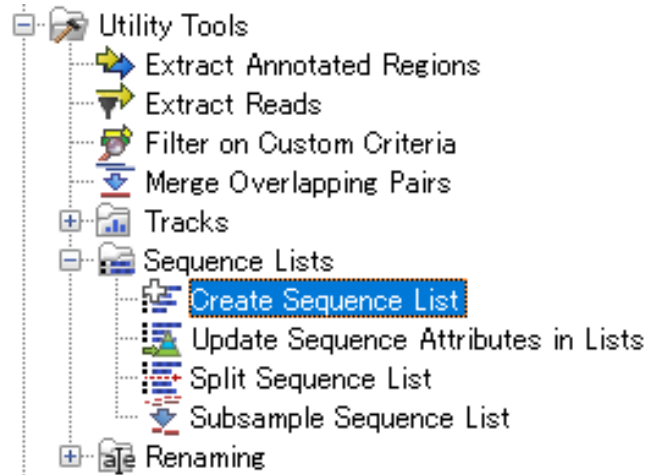 Utility Tools
Extract Annotated Regions
Extract Reads
Filter on Custom Criteria
Merge Overlapping Pairs
Tracks
Sequence Lists
Create Sequence List
Update Sequence Attributes in Lists
Split Sequence List
Subsample Sequence List
Renaming